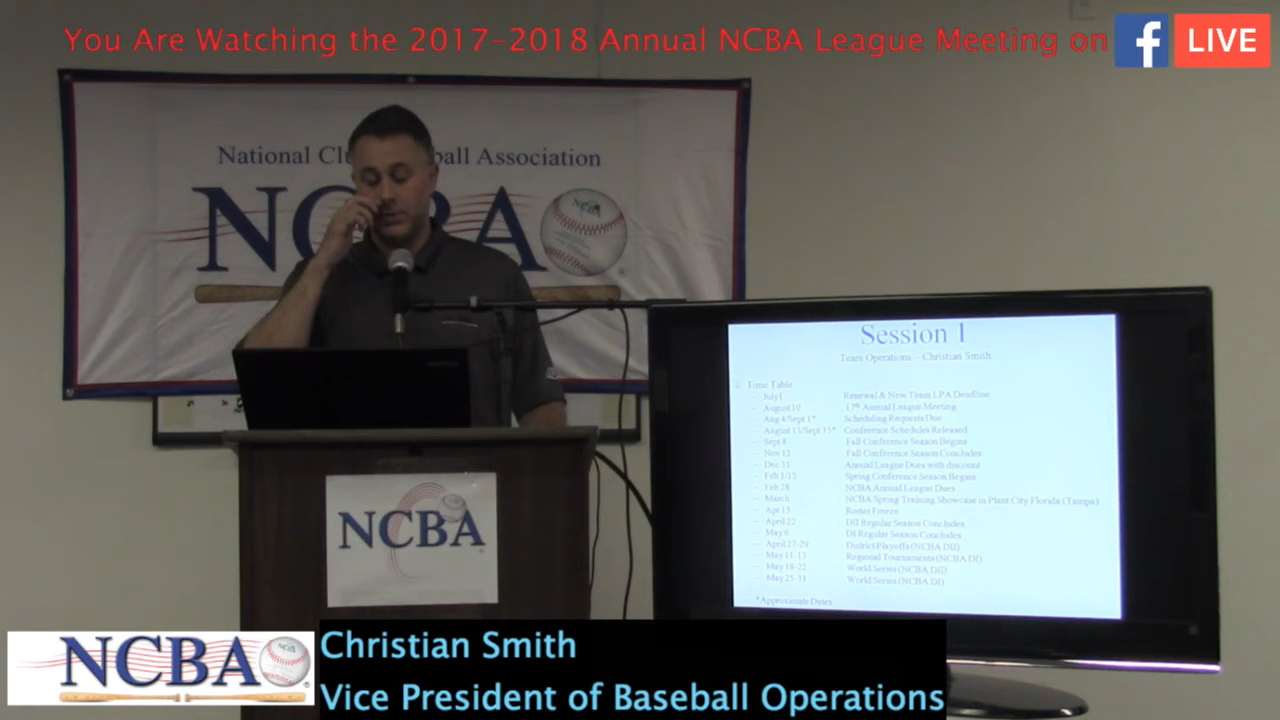 You Are Watching the 2017-2018 Annual NCBA League Meeting on f LIVE
National Clu ball Association
NCBA
NCBA
Session 1
Team Operations - Christian Smith
Time Table
July1 Renewal & New Team LPA Deadline
August 10 17th Annual League Meeting
Aug 4/Sept 1* Scheduling Requests Due
August 15/Sept 15* Conference Schedules Released
Sept 8 Fall Conference Season Begins
Nov 12 Fall Conference Season Concludes
Dec 31 Annual League Dues with discount
Feb 1/15 Spring Conference Season Begins
Feb 28 NCBA Annual League Dues
March NCBA Spring Training Showcase in Plant City Florida (Tampa)
Apr 15 Roster Freeze
April 22 DII Regular Season Concludes
May 6 DI Regular Season Concludes
April 27-29 District Playoffs (NCBA DII)
May 11-13 Regional Tournaments (NCBA DI)
May 18-22 World Series (NCBA DII)
May 25-31 World Series (NCBA DI)
*Approximate Dates
NCBA
NCBA
Christian Smith
Vice President of Baseball Operations